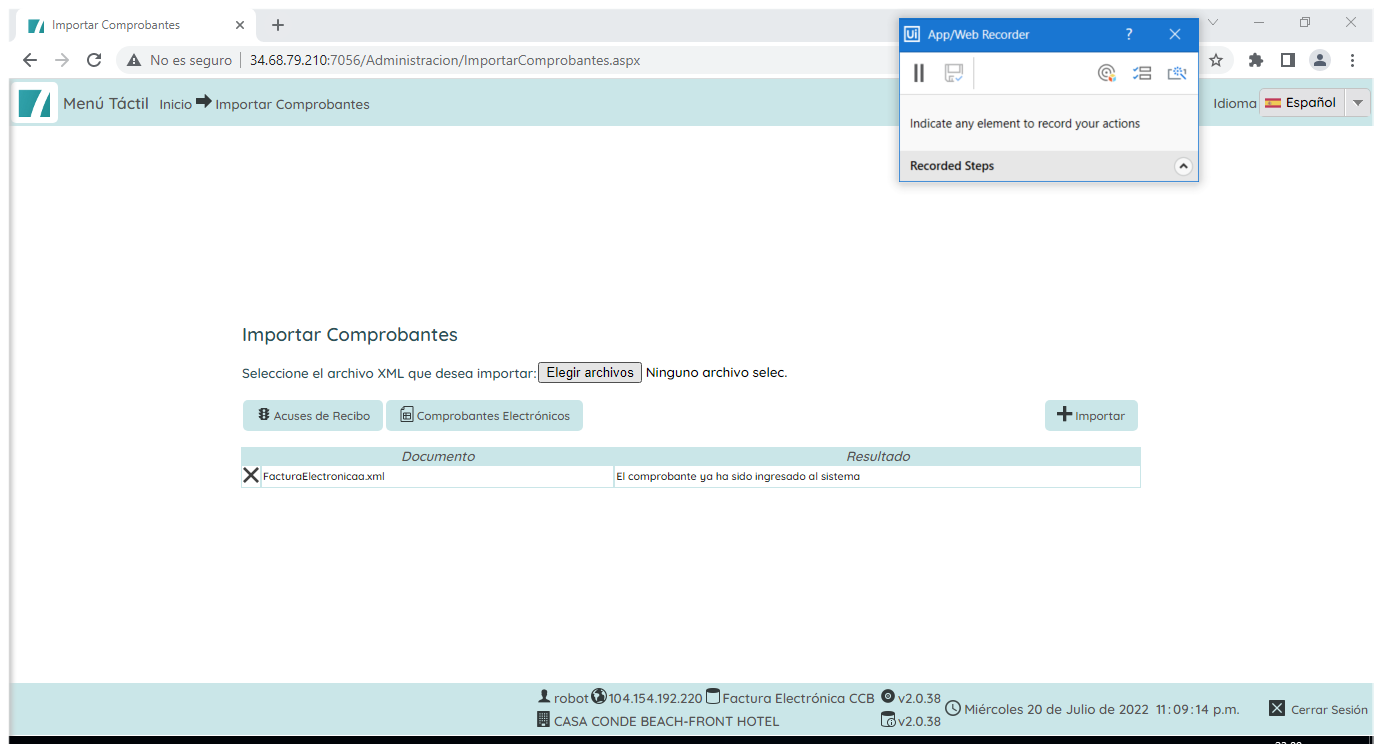 Importar Comprobantes
No es seguro 34.68.79.210:7056/Administracion/ImportarComprobantes.aspx
Ui App/Web Recorder ?
Indicate any element to record your actions
Recorded Steps
Menú Táctil Inicio Importar Comprobantes
Idioma Español
Importar Comprobantes
Seleccione el archivo XML que desea importar: Elegir archivos Ninguno archivo selec.
Acuses de Recibo Comprobantes Electrónicos Importar
Documento Resultado
FacturaElectronicaa.xml El comprobante ya ha sido ingresado al sistema
robot 104.154.192.220 Factura Electrónica CCB v2.0.38
CASA CONDE BEACH-FRONT HOTEL v2.0.38
Miércoles 20 de Julio de 2022 11:09:14 p.m.
Cerrar Sesión